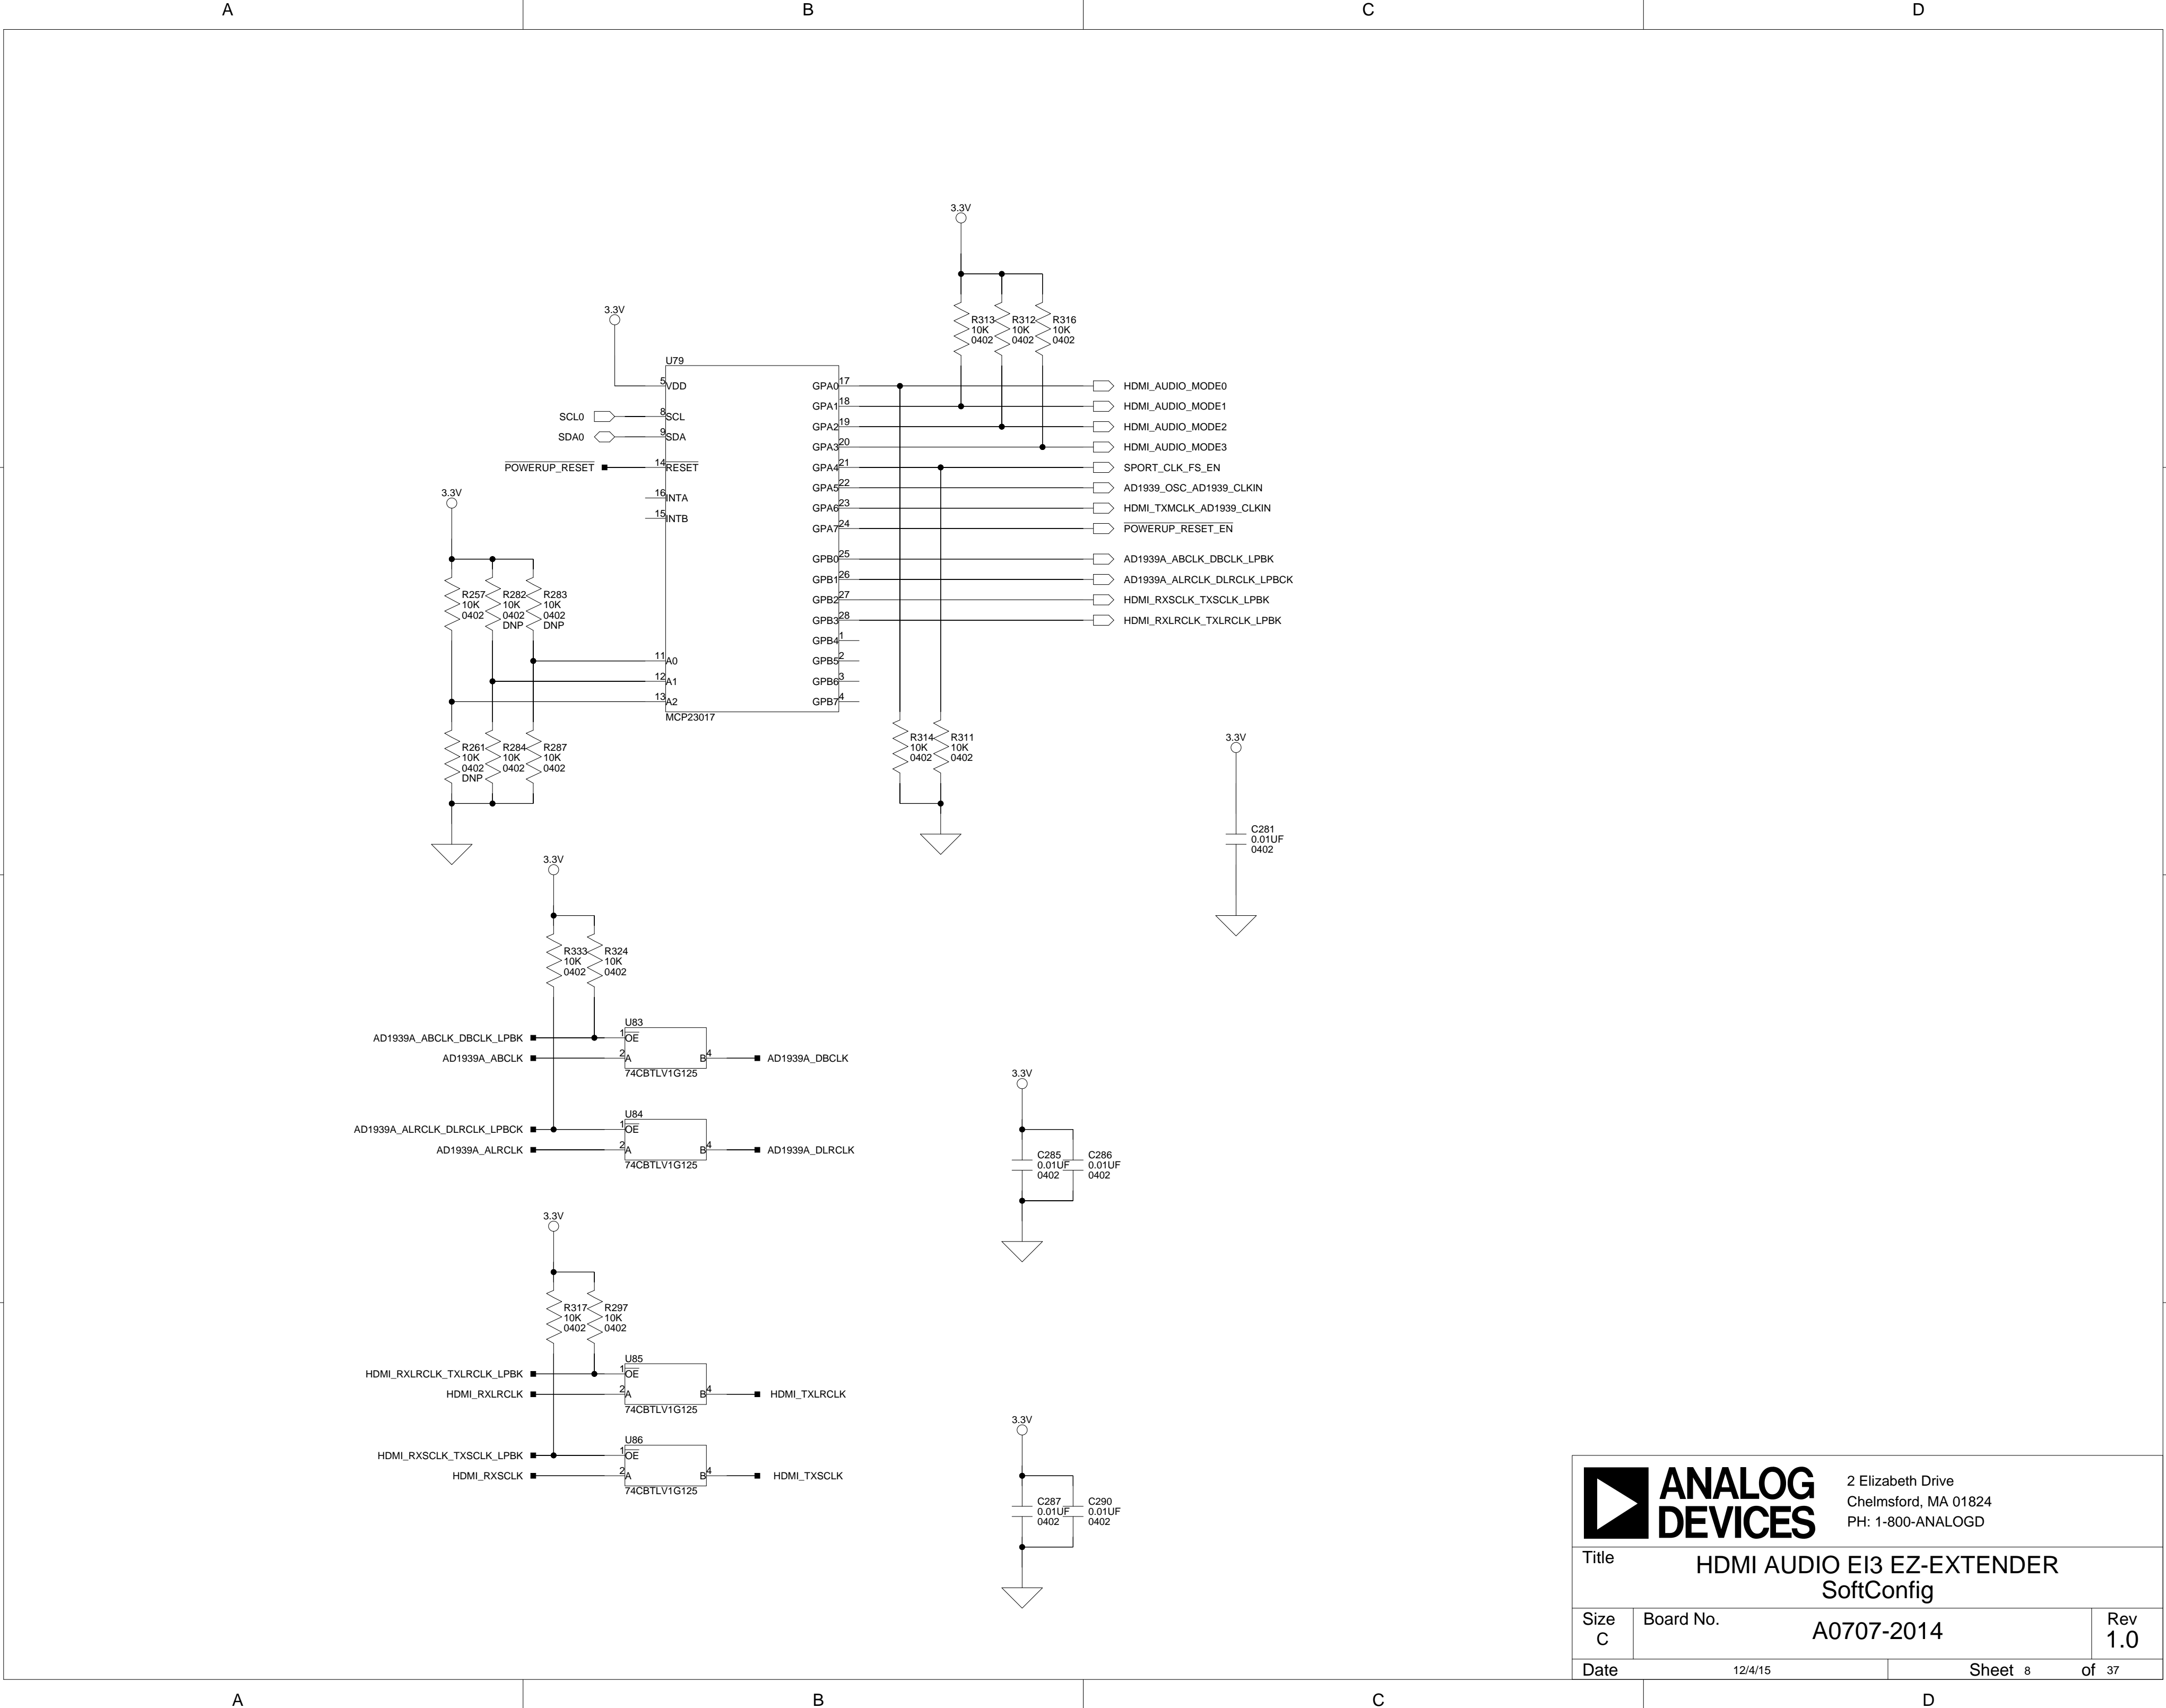 A
B
C
D
3.3V
R313
10K
0402
R312
10K
0402
R316
10K
0402
3.3V
U79
5
VDD
8
SCL
9
SDA
14
RESET
16
INTA
15
INTB
11
A0
12
A1
13
A2
MCP23017
SCL0
SDA0
POWERUP_RESET
GPA0
17
HDMI_AUDIO_MODE0
GPA1
18
HDMI_AUDIO_MODE1
GPA2
19
HDMI_AUDIO_MODE2
GPA3
20
HDMI_AUDIO_MODE3
GPA4
21
SPORT_CLK_FS_EN
GPA5
22
AD1939_OSC_AD1939_CLKIN
GPA6
23
HDMI_TXMCLK_AD1939_CLKIN
GPA7
24
POWERUP_RESET_EN
GPB0
25
AD1939A_ABCLK_DBCLK_LPBK
GPB1
26
AD1939A_ALRCLK_DLRCLK_LPBCK
GPB2
27
HDMI_RXSCLK_TXSCLK_LPBK
GPB3
28
HDMI_RXLRCLK_TXLRCLK_LPBK
GPB4
1
GPB5
2
GPB6
3
GPB7
4
3.3V
R257
10K
0402
R282
10K
0402
DNP
R283
10K
0402
DNP
R261
10K
0402
DNP
R284
10K
0402
R287
10K
0402
R314
10K
0402
R311
10K
0402
3.3V
C281
0.01UF
0402
3.3V
R333
10K
0402
R324
10K
0402
U83
AD1939A_ABCLK_DBCLK_LPBK
1
OE
AD1939A_ABCLK
2
A
B
4
AD1939A_DBCLK
74CBTLV1G125
U84
AD1939A_ALRCLK_DLRCLK_LPBCK
1
OE
AD1939A_ALRCLK
2
A
B
4
AD1939A_DLRCLK
74CBTLV1G125
3.3V
C285
0.01UF
0402
C286
0.01UF
0402
3.3V
R317
10K
0402
R297
10K
0402
U85
HDMI_RXLRCLK_TXLRCLK_LPBK
1
OE
HDMI_RXLRCLK
2
A
B
4
HDMI_TXLRCLK
74CBTLV1G125
U86
HDMI_RXSCLK_TXSCLK_LPBK
1
OE
HDMI_RXSCLK
2
A
B
4
HDMI_TXSCLK
74CBTLV1G125
3.3V
C287
0.01UF
0402
C290
0.01UF
0402
ANALOG
DEVICES
2 Elizabeth Drive
Chelmsford, MA 01824
PH: 1-800-ANALOGD
Title
HDMI AUDIO EI3 EZ-EXTENDER
SoftConfig
Size
C
Board No.
A0707-2014
Rev
1.0
Date
12/4/15
Sheet 8 of 37
A
B
C
D